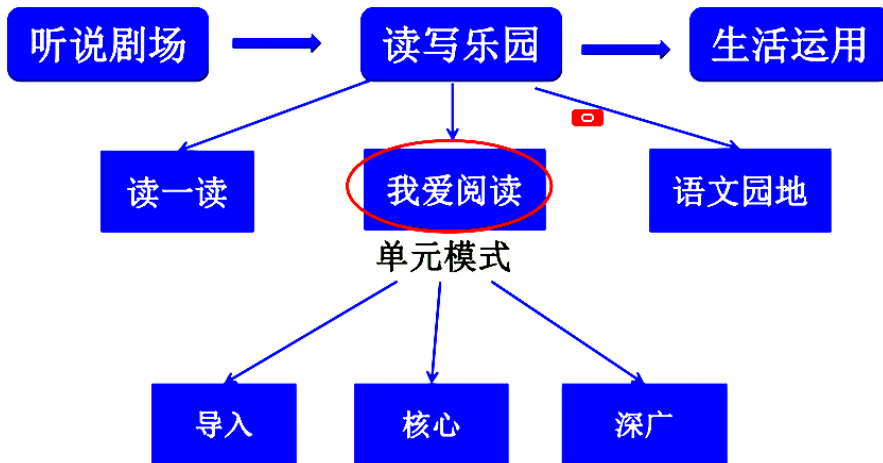 听说剧场
读写乐园
生活运用
读一读
我爱阅读
语文园地
单元模式
导入
核心
深广